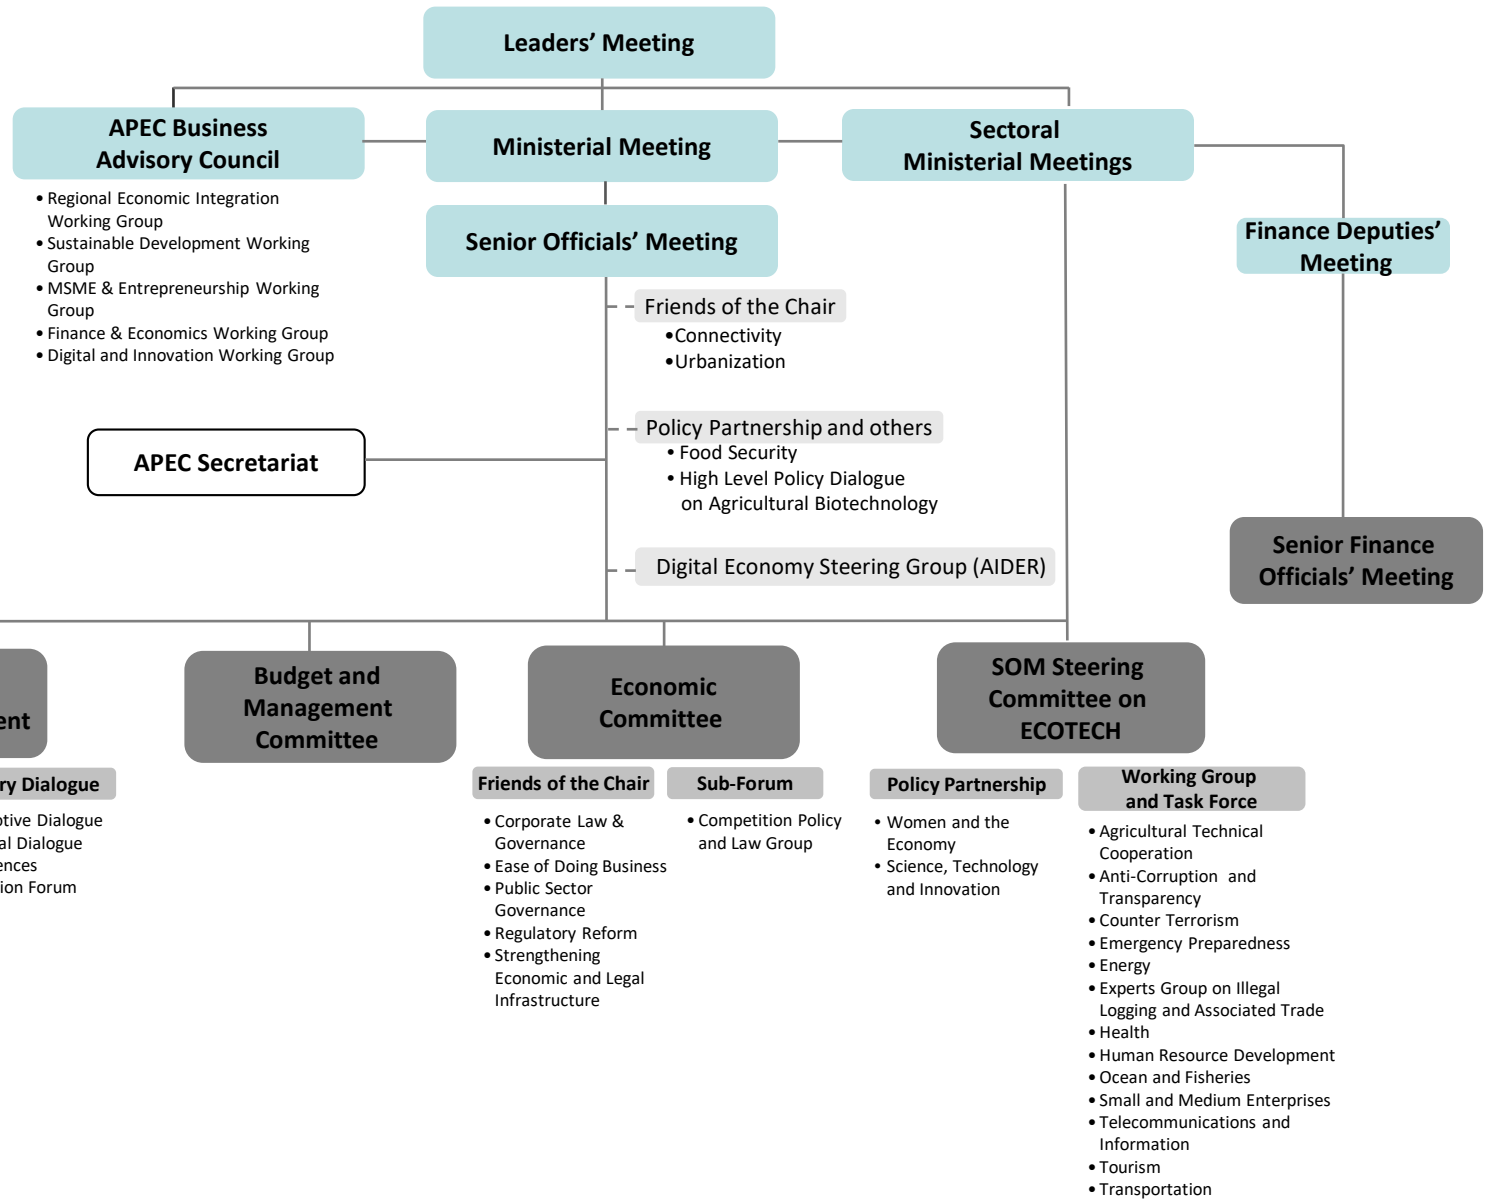 Leaders’ Meeting
APEC Business
Advisory Council
Ministerial Meeting
Sectoral
Ministerial Meetings
• Regional Economic Integration
Working Group
• Sustainable Development Working
Group
• MSME & Entrepreneurship Working
Group
• Finance & Economics Working Group
• Digital and Innovation Working Group
Senior Officials’ Meeting
Finance Deputies’
Meeting
Friends of the Chair
•Connectivity
•Urbanization
Policy Partnership and others
• Food Security
• High Level Policy Dialogue
on Agricultural Biotechnology
APEC Secretariat
Digital Economy Steering Group (AIDER)
Senior Finance
Officials’ Meeting
Budget and
Management
Committee
Economic
Committee
SOM Steering
Committee on
ECOTECH
Dialogue
Dialogue
Dialogue
Forum
Friends of the Chair
• Corporate Law &
Governance
• Ease of Doing Business
• Public Sector
Governance
• Regulatory Reform
• Strengthening
Economic and Legal
Infrastructure
Sub-Forum
• Competition Policy
and Law Group
Policy Partnership
• Women and the
Economy
• Science, Technology
and Innovation
Working Group
and Task Force
• Agricultural Technical
Cooperation
• Anti-Corruption and
Transparency
• Counter Terrorism
• Emergency Preparedness
• Energy
• Experts Group on Illegal
Logging and Associated Trade
• Health
• Human Resource Development
• Ocean and Fisheries
• Small and Medium Enterprises
• Telecommunications and
Information
• Tourism
• Transportation